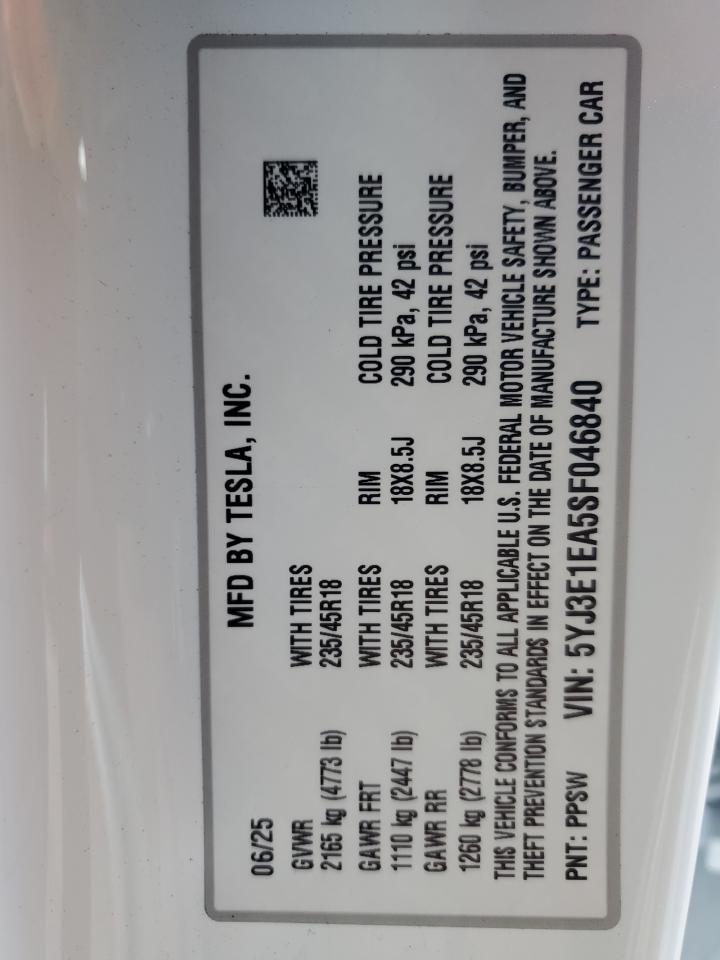 MFD BY TESLA, INC.
06/25
GVWR WITH TIRES
2165 kg (4773 lb) 235/45R18
GAWR FRT WITH TIRES RIM COLD TIRE PRESSURE
1110 kg (2447 lb) 235/45R18 18X8.5J 290 kPa, 42 psi
GAWR RR WITH TIRES RIM COLD TIRE PRESSURE
1260 kg (2778 lb) 235/45R18 18X8.5J 290 kPa, 42 psi
THIS VEHICLE CONFORMS TO ALL APPLICABLE U.S. FEDERAL MOTOR VEHICLE SAFETY, BUMPER, AND
THEFT PREVENTION STANDARDS IN EFFECT ON THE DATE OF MANUFACTURE SHOWN ABOVE.
PNT: PPSW VIN: 5YJ3E1EA5SF046840 TYPE: PASSENGER CAR